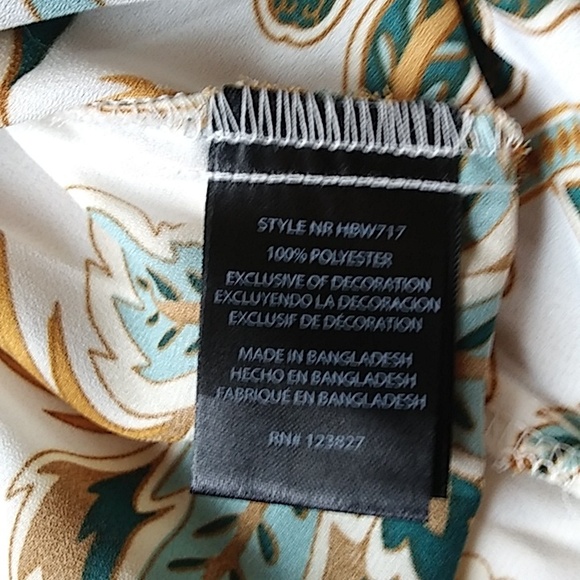 STYLE NR HBW717
100% POLYESTER
EXCLUSIVE OF DECORATION
EXCLUYENDO LA DECORACION
EXCLUSIF DE DÉCORATION
MADE IN BANGLADESH
HECHO EN BANGLADESH
FABRIQUÉ EN BANGLADESH
RN# 123827